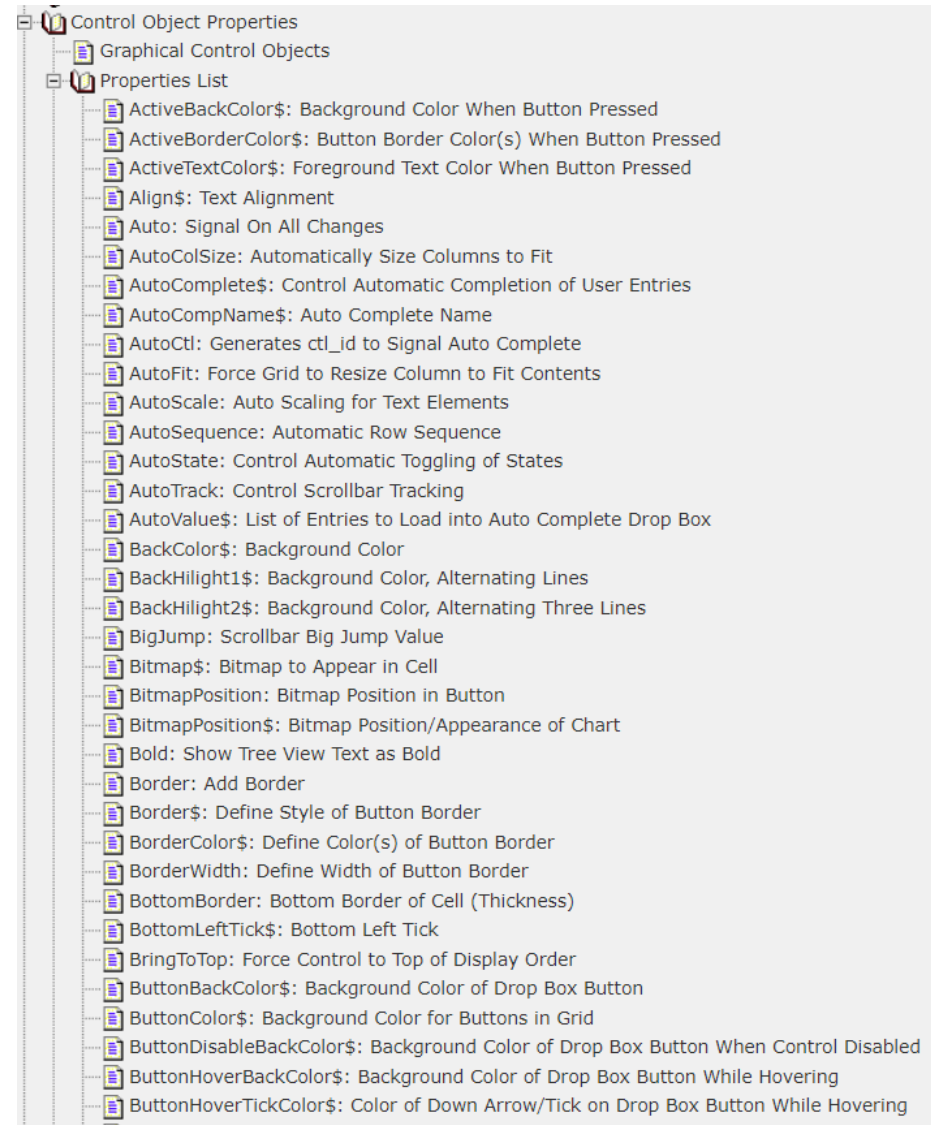 Control Object Properties
Graphical Control Objects
Properties List
ActiveBackColor$: Background Color When Button Pressed
ActiveBorderColor$: Button Border Color(s) When Button Pressed
ActiveTextColor$: Foreground Text Color When Button Pressed
Align$: Text Alignment
Auto: Signal On All Changes
AutoColSize: Automatically Size Columns to Fit
AutoComplete$: Control Automatic Completion of User Entries
AutoCompName$: Auto Complete Name
AutoCtl: Generates ctl_id to Signal Auto Complete
AutoFit: Force Grid to Resize Column to Fit Contents
AutoScale: Auto Scaling for Text Elements
AutoSequence: Automatic Row Sequence
AutoState: Control Automatic Toggling of States
AutoTrack: Control Scrollbar Tracking
AutoValue$: List of Entries to Load into Auto Complete Drop Box
BackColor$: Background Color
BackHilight1$: Background Color, Alternating Lines
BackHilight2$: Background Color, Alternating Three Lines
BigJump: Scrollbar Big Jump Value
Bitmap$: Bitmap to Appear in Cell
BitmapPosition: Bitmap Position in Button
BitmapPosition$: Bitmap Position/Appearance of Chart
Bold: Show Tree View Text as Bold
Border: Add Border
Border$: Define Style of Button Border
BorderColor$: Define Color(s) of Button Border
BorderWidth: Define Width of Button Border
BottomBorder: Bottom Border of Cell (Thickness)
BottomLeftTick$: Bottom Left Tick
BringToTop: Force Control to Top of Display Order
ButtonBackColor$: Background Color of Drop Box Button
ButtonColor$: Background Color for Buttons in Grid
ButtonDisableBackColor$: Background Color of Drop Box Button When Control Disabled
ButtonHoverBackColor$: Background Color of Drop Box Button While Hovering
ButtonHoverTickColor$: Color of Down Arrow/Tick on Drop Box Button While Hovering